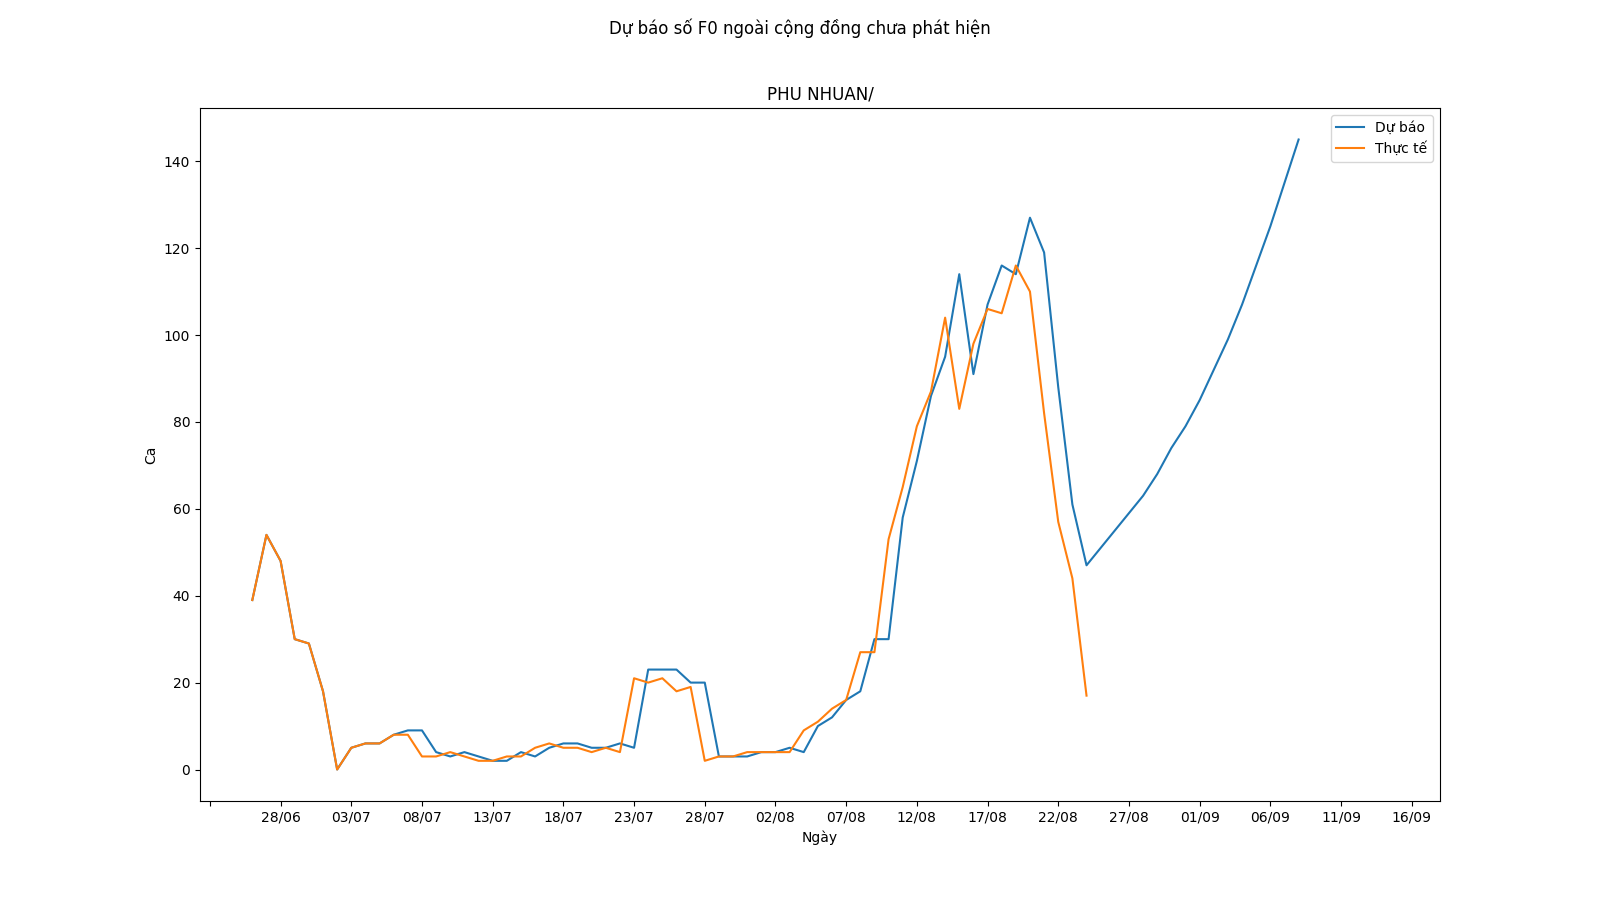 Dự báo số F0 ngoài cộng đồng chưa phát hiện
PHU NHUAN/
Dự báo
Thực tế
140
120
100
80
60
40
20
0
Ca
28/06 03/07 08/07 13/07 18/07 23/07 28/07 02/08 07/08 12/08 17/08 22/08 27/08 01/09 06/09 11/09 16/09
Ngày